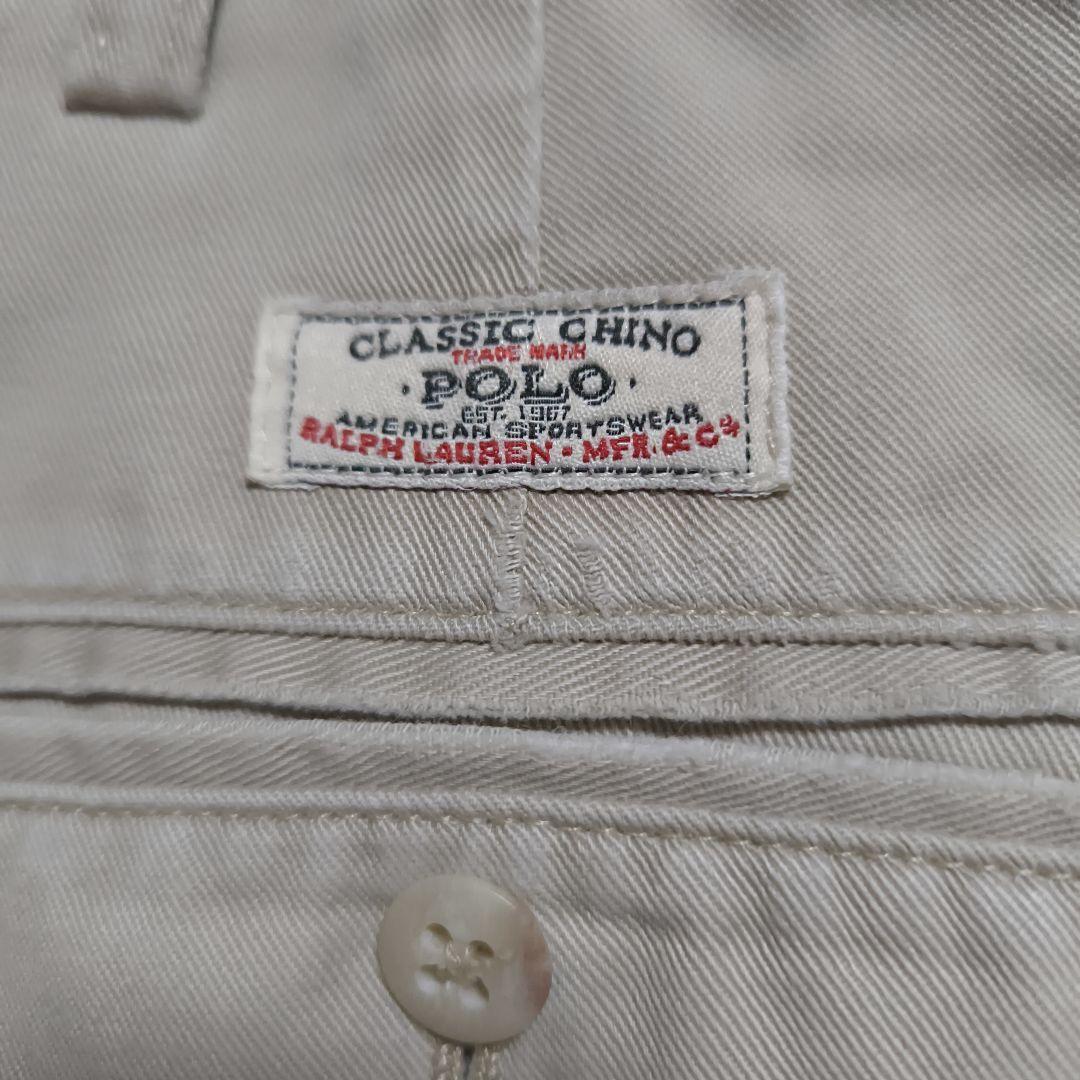 CLASSIC CHINO
TRADE MARK
·POLO·
EST. 1967
AMERICAN SPORTSWEAR
RALPH LAUREN · MFR. & Co